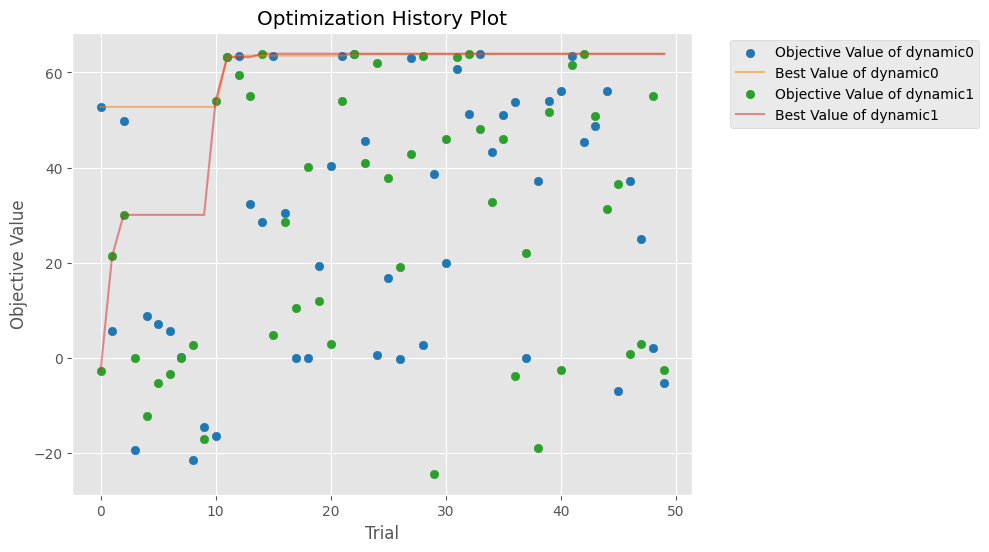 Optimization History Plot
Objective Value
60
40
20
0
−20
0
10
20
30
40
50
Trial
Objective Value of dynamic0
Best Value of dynamic0
Objective Value of dynamic1
Best Value of dynamic1